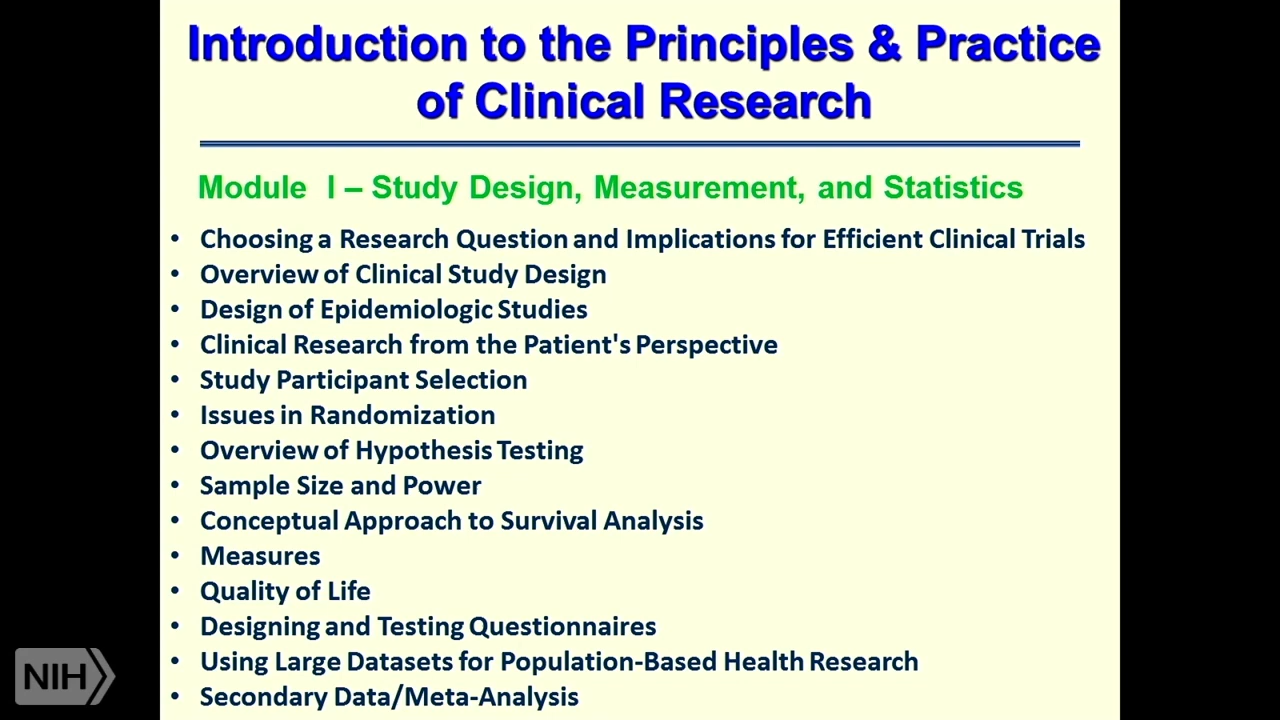 Introduction to the Principles & Practice
of Clinical Research
Module I – Study Design, Measurement, and Statistics
• Choosing a Research Question and Implications for Efficient Clinical Trials
• Overview of Clinical Study Design
• Design of Epidemiologic Studies
• Clinical Research from the Patient's Perspective
• Study Participant Selection
• Issues in Randomization
• Overview of Hypothesis Testing
• Sample Size and Power
• Conceptual Approach to Survival Analysis
• Measures
• Quality of Life
• Designing and Testing Questionnaires
• Using Large Datasets for Population-Based Health Research
• Secondary Data/Meta-Analysis
NIH